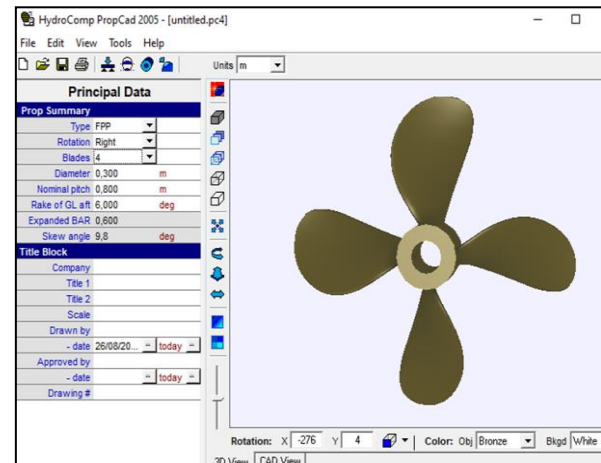 HydroComp PropCad 2005 - [untitled.pc4]
File Edit View Tools Help
Units m
Principal Data
Prop Summary
Type FPP
Rotation Right
Blades 4
Diameter 0,300 m
Nominal pitch 0,800 m
Rake of GL aft 6,000 deg
Expanded BAR 0,600
Skew angle 9,8 deg
Title Block
Company
Title 1
Title 2
Scale
Drawn by
- date 26/08/20... today
Approved by
- date today
Drawing #
Rotation: X -276 Y 4 Color: Obj Bronze Bkgd White
3D View CAD View